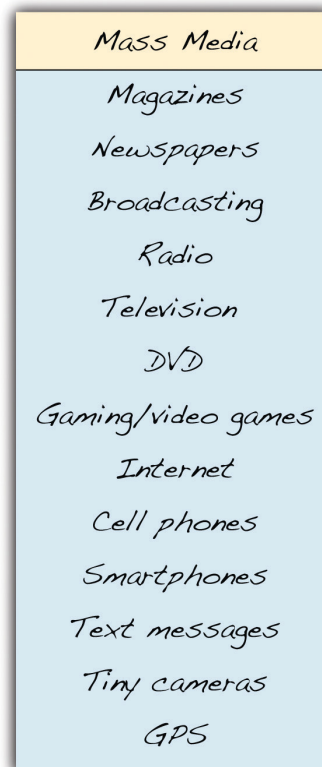 Mass Media
Magazines
Newspapers
Broadcasting
Radio
Television
DVD
Gaming/video games
Internet
Cell phones
Smartphones
Text messages
Tiny cameras
GPS